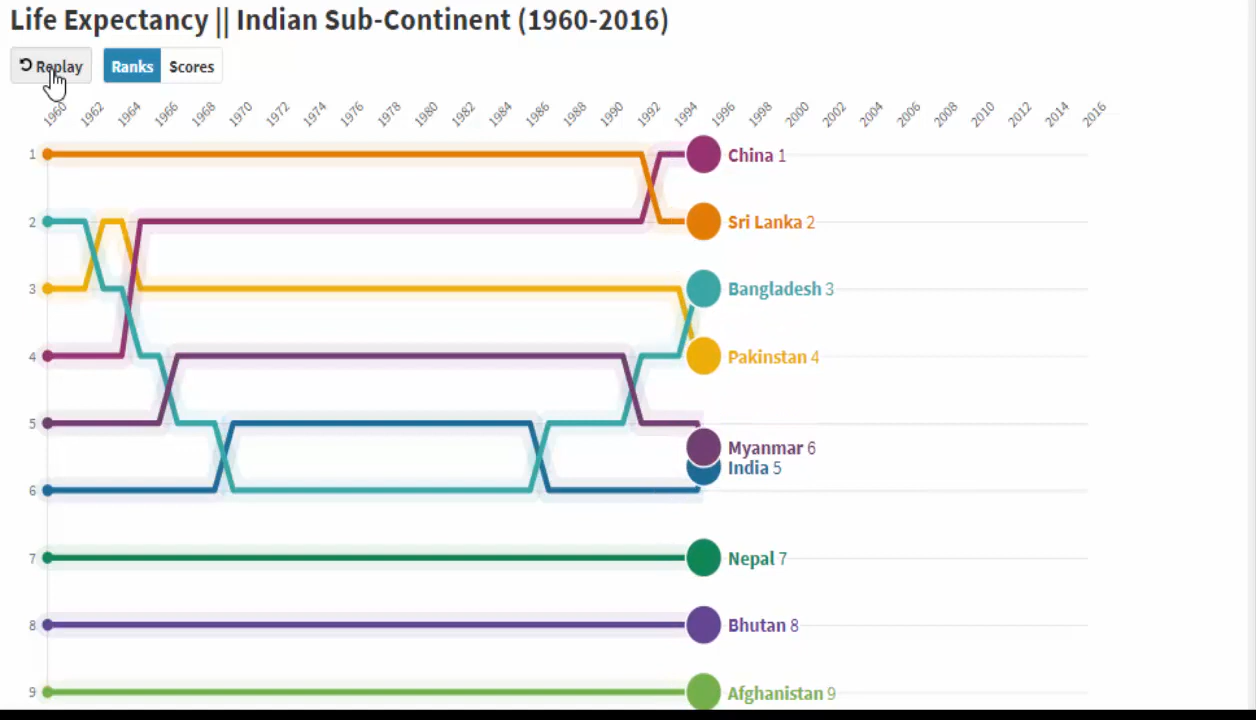 Life Expectancy || Indian Sub-Continent (1960-2016)
Replay Ranks Scores
1960 1962 1964 1966 1968 1970 1972 1974 1976 1978 1980 1982 1984 1986 1988 1990 1992 1994 1996 1998 2000 2002 2004 2006 2008 2010 2012 2014 2016
1 China 1
2 Sri Lanka 2
3 Bangladesh 3
4 Pakinstan 4
5
Myanmar 6
India 5
6
7 Nepal 7
8 Bhutan 8
9 Afghanistan 9